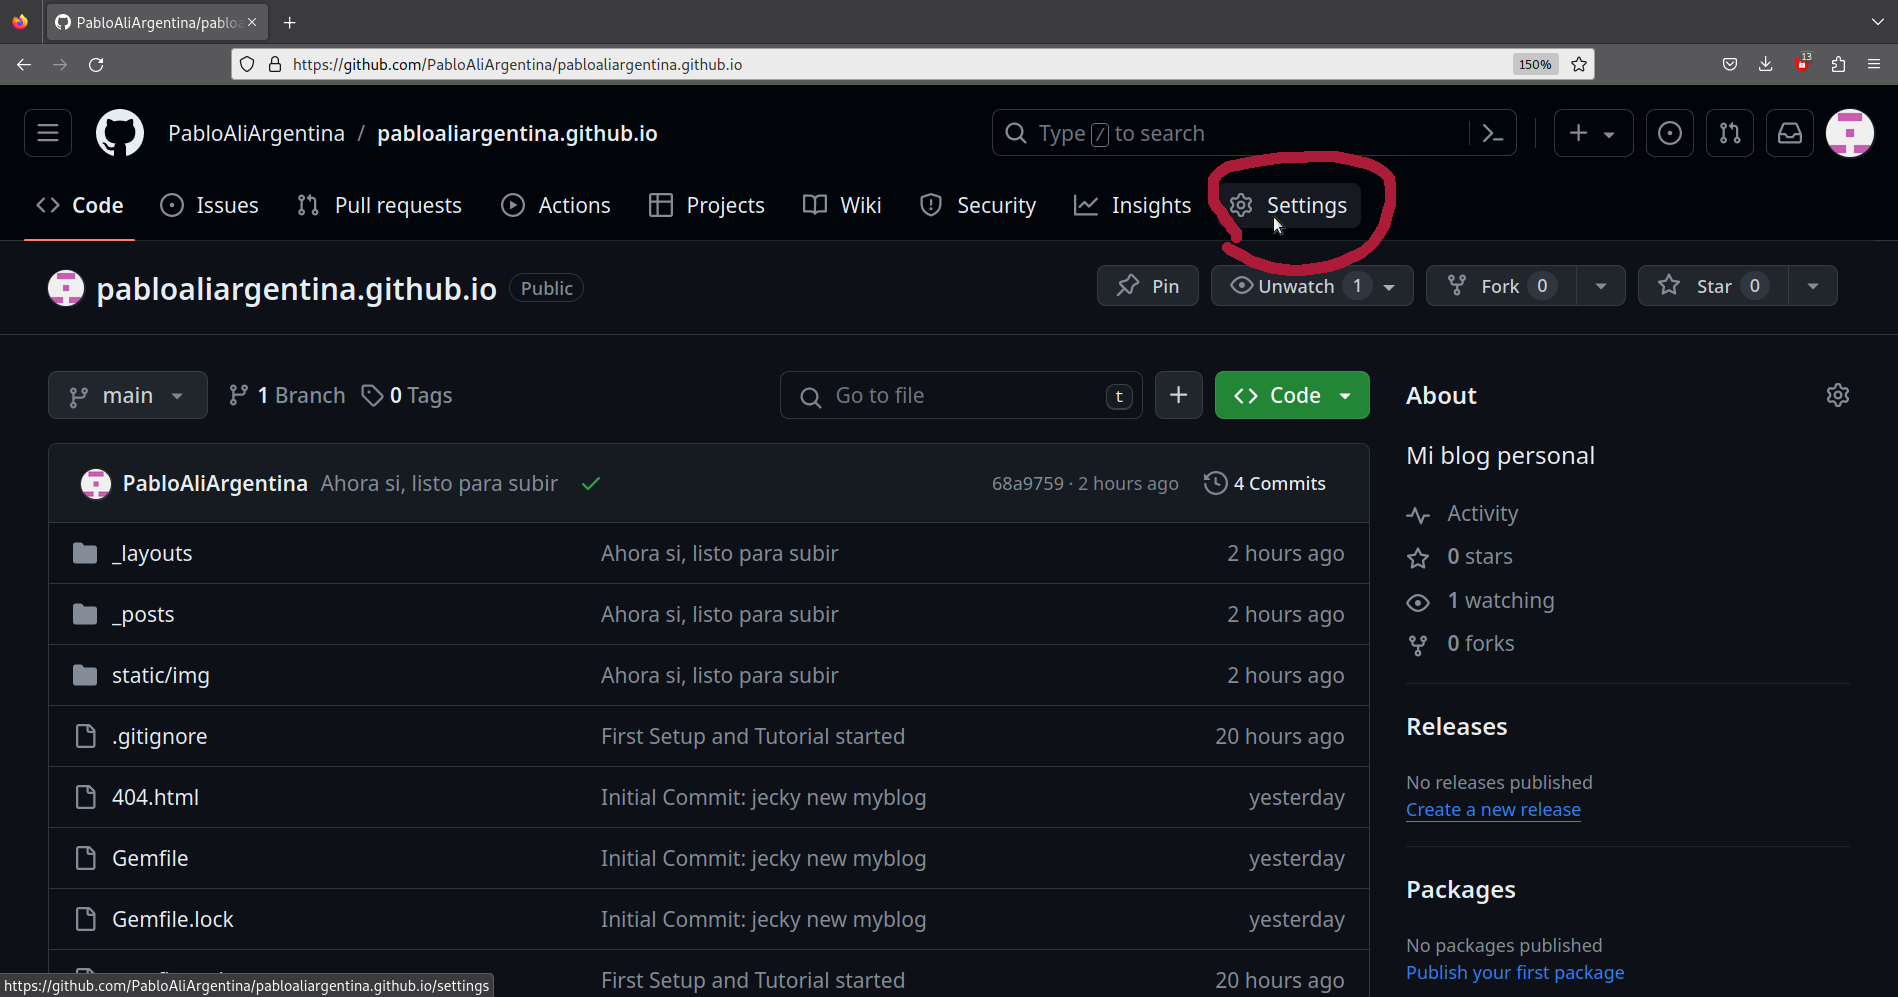 PabloAliArgentina/pablo
https://github.com/PabloAliArgentina/pabloaliargentina.github.io 150% 13
PabloAliArgentina / pabloaliargentina.github.io Type / to search
Code Issues Pull requests Actions Projects Wiki Security Insights Settings
pabloaliargentina.github.io Public Pin Unwatch 1 Fork 0 Star 0
main 1 Branch 0 Tags Go to file t Code About
Mi blog personal
PabloAliArgentina Ahora si, listo para subir 68a9759 · 2 hours ago 4 Commits
Activity
_layouts Ahora si, listo para subir 2 hours ago 0 stars
_posts Ahora si, listo para subir 2 hours ago 1 watching
0 forks
static/img Ahora si, listo para subir 2 hours ago
.gitignore First Setup and Tutorial started 20 hours ago Releases
404.html Initial Commit: jecky new myblog yesterday No releases published
Create a new release
Gemfile Initial Commit: jecky new myblog yesterday
Packages
Gemfile.lock Initial Commit: jecky new myblog yesterday
No packages published
First Setup and Tutorial started 20 hours ago Publish your first package
https://github.com/PabloAliArgentina/pabloaliargentina.github.io/settings